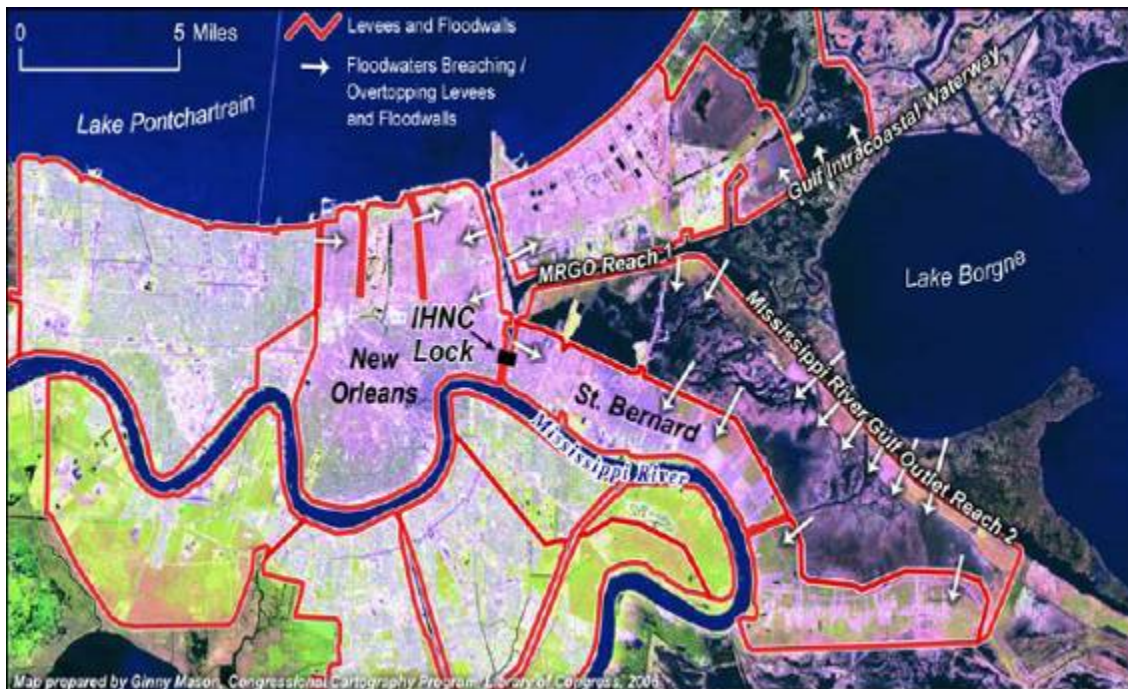 0 5 Miles
Levees and Floodwalls
Floodwaters Breaching /
Overtopping Levees
and Floodwalls
Lake Pontchartrain
Gulf Intracoastal Waterway
MRGO Reach 1
Lake Borgne
IHNC
Lock
New
Orleans
St. Bernard
Mississippi River
Mississippi River Gulf Outlet Reach 2
Map prepared by Ginny Mason, Congressional Cartography Program / Library of Congress, 2006